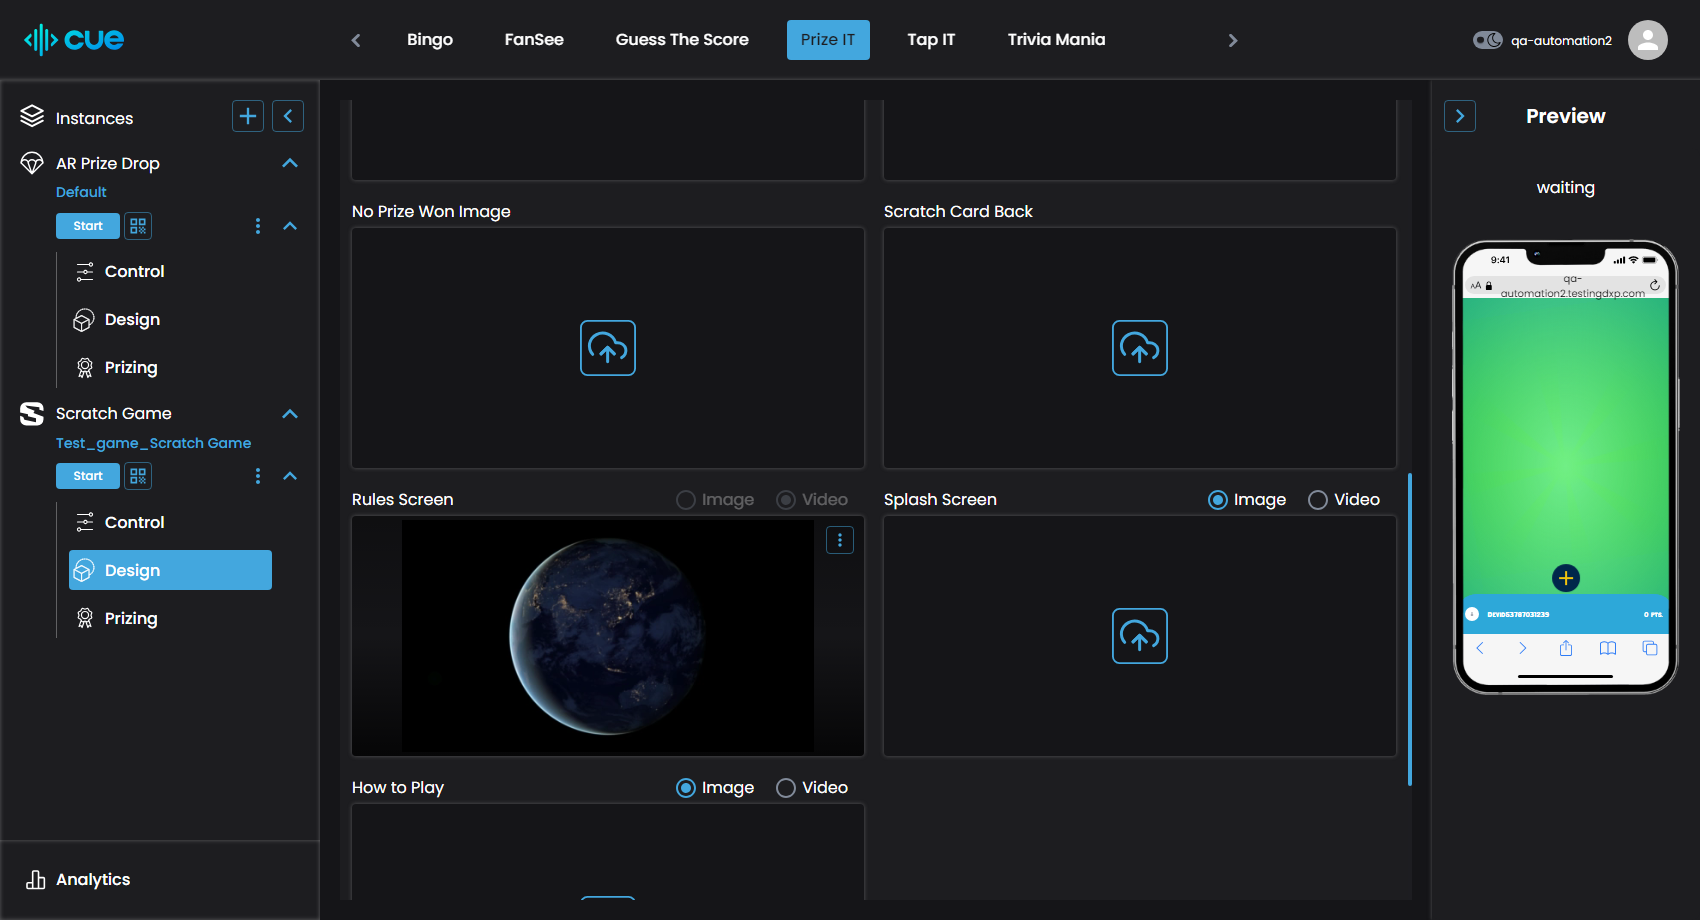 cue
Bingo
FanSee
Guess The Score
Prize IT
Tap IT
Trivia Mania
qa-automation2
Instances
AR Prize Drop
Default
Start
Control
Design
Prizing
Scratch Game
Test_game_Scratch Game
Start
Control
Design
Prizing
Analytics
No Prize Won Image
Scratch Card Back
Rules Screen
Image
Video
Splash Screen
Image
Video
How to Play
Image
Video
Preview
waiting
9:41
AA
qa-
automation2.testingdxp.com
0 PTS.